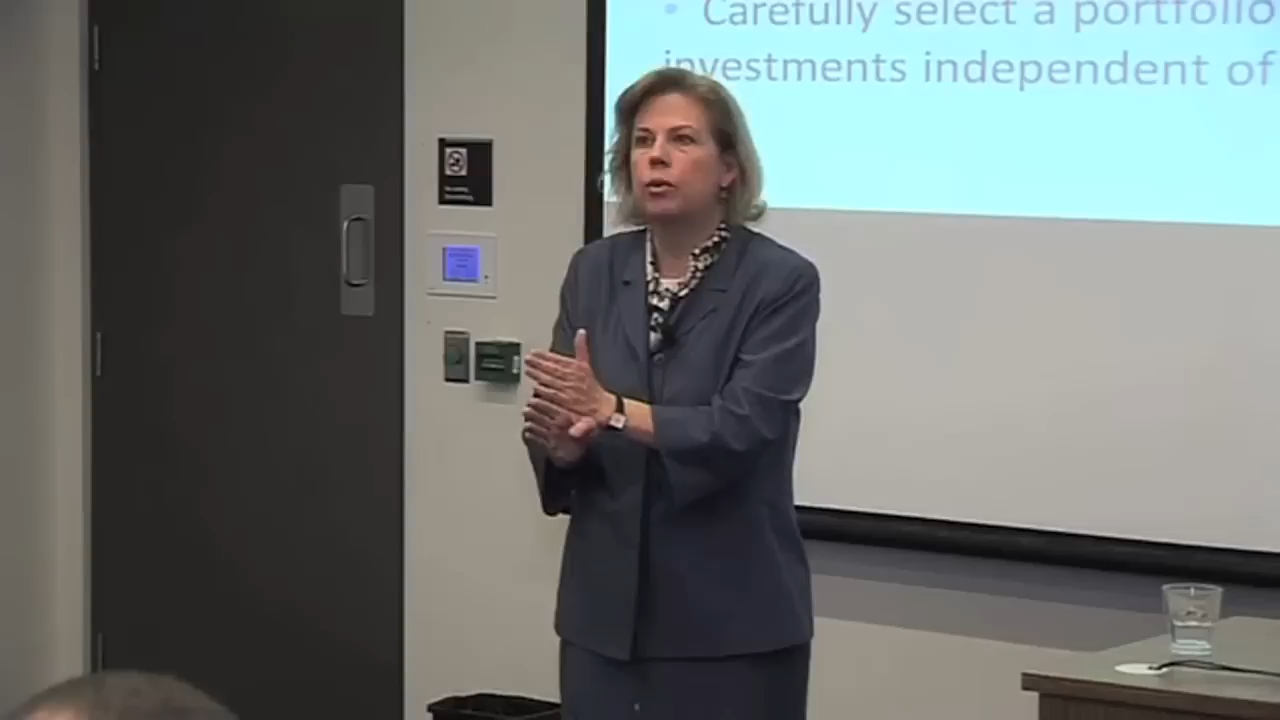 • Carefully select a portfolio
investments independent of